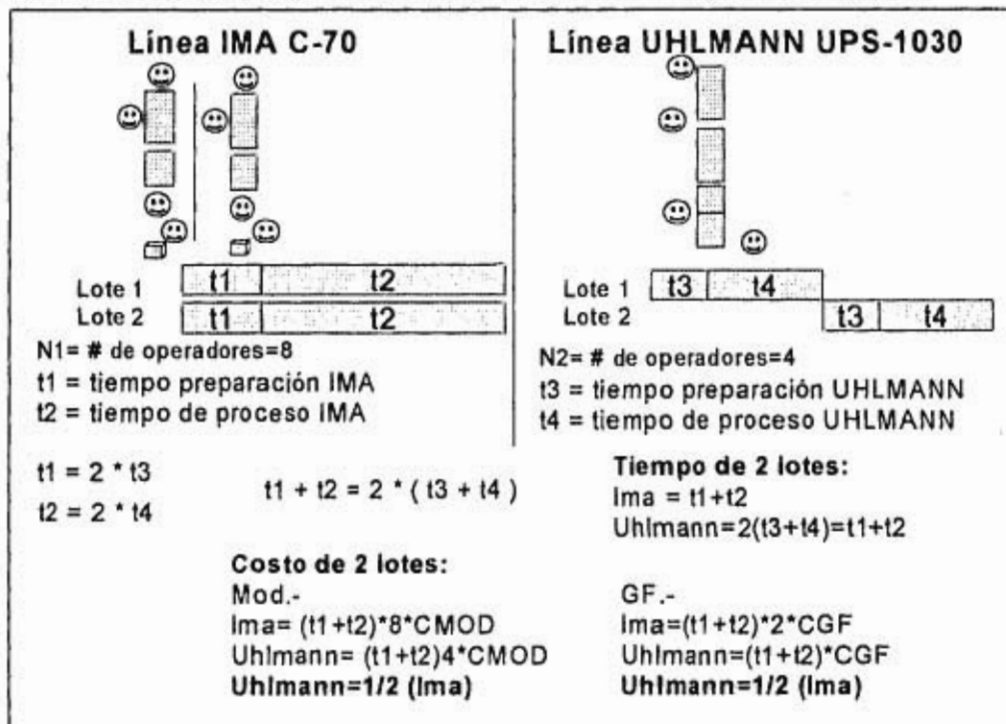 Línea IMA C-70
Lote 1 t1 t2
Lote 2 t1 t2
N1= # de operadores=8
t1 = tiempo preparación IMA
t2 = tiempo de proceso IMA
Línea UHLMANN UPS-1030
Lote 1 t3 t4
Lote 2 t3 t4
N2= # de operadores=4
t3 = tiempo preparación UHLMANN
t4 = tiempo de proceso UHLMANN
t1 = 2 * t3
t2 = 2 * t4
t1 + t2 = 2 * ( t3 + t4 )
Tiempo de 2 lotes:
Ima = t1+t2
Uhlmann=2(t3+t4)=t1+t2
Costo de 2 lotes:
Mod.-
Ima= (t1+t2)*8*CMOD
Uhlmann= (t1+t2)4*CMOD
Uhlmann=1/2 (Ima)
GF.-
Ima=(t1+t2)*2*CGF
Uhlmann=(t1+t2)*CGF
Uhlmann=1/2 (Ima)